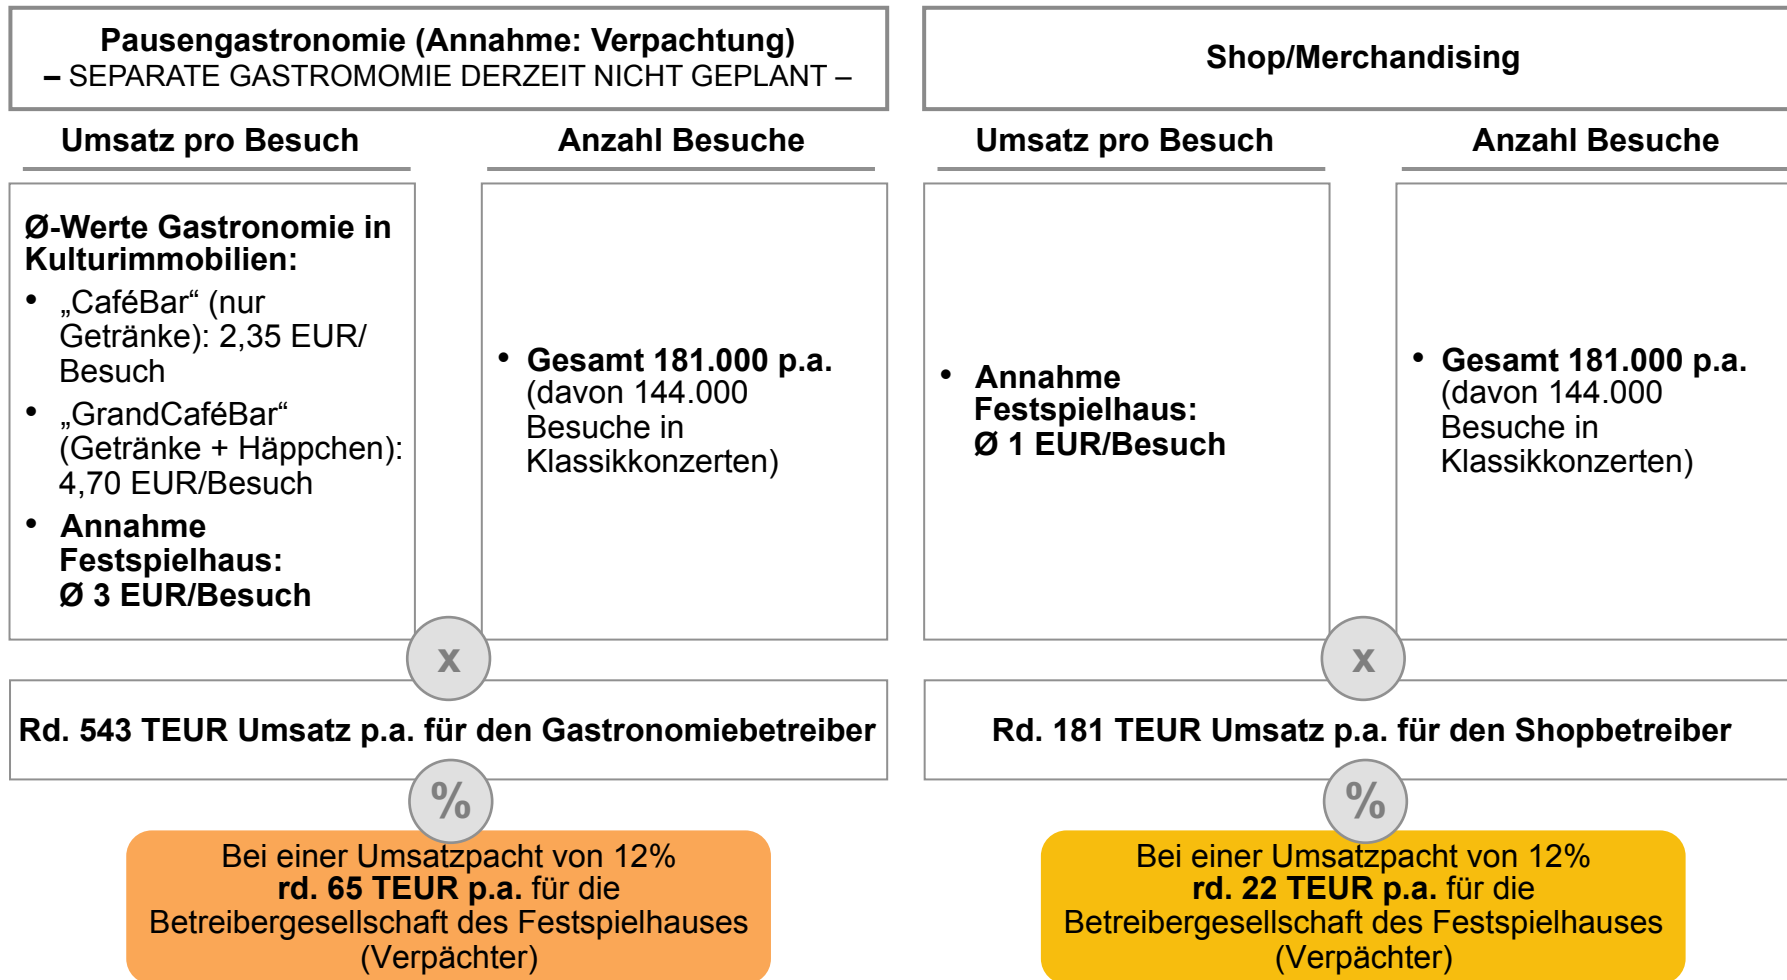 Pausengastronomie (Annahme: Verpachtung)
– SEPARATE GASTROMOMIE DERZEIT NICHT GEPLANT –
Umsatz pro Besuch
Anzahl Besuche
Ø-Werte Gastronomie in
Kulturimmobilien:
• „CaféBar“ (nur
Getränke): 2,35 EUR/
Besuch
• „GrandCaféBar“
(Getränke + Häppchen):
4,70 EUR/Besuch
• Annahme
Festspielhaus:
Ø 3 EUR/Besuch
• Gesamt 181.000 p.a.
(davon 144.000
Besuche in
Klassikkonzerten)
x
Rd. 543 TEUR Umsatz p.a. für den Gastronomiebetreiber
%
Bei einer Umsatzpacht von 12%
rd. 65 TEUR p.a. für die
Betreibergesellschaft des Festspielhauses
(Verpächter)
Shop/Merchandising
Umsatz pro Besuch
Anzahl Besuche
• Annahme
Festspielhaus:
Ø 1 EUR/Besuch
• Gesamt 181.000 p.a.
(davon 144.000
Besuche in
Klassikkonzerten)
x
Rd. 181 TEUR Umsatz p.a. für den Shopbetreiber
%
Bei einer Umsatzpacht von 12%
rd. 22 TEUR p.a. für die
Betreibergesellschaft des Festspielhauses
(Verpächter)